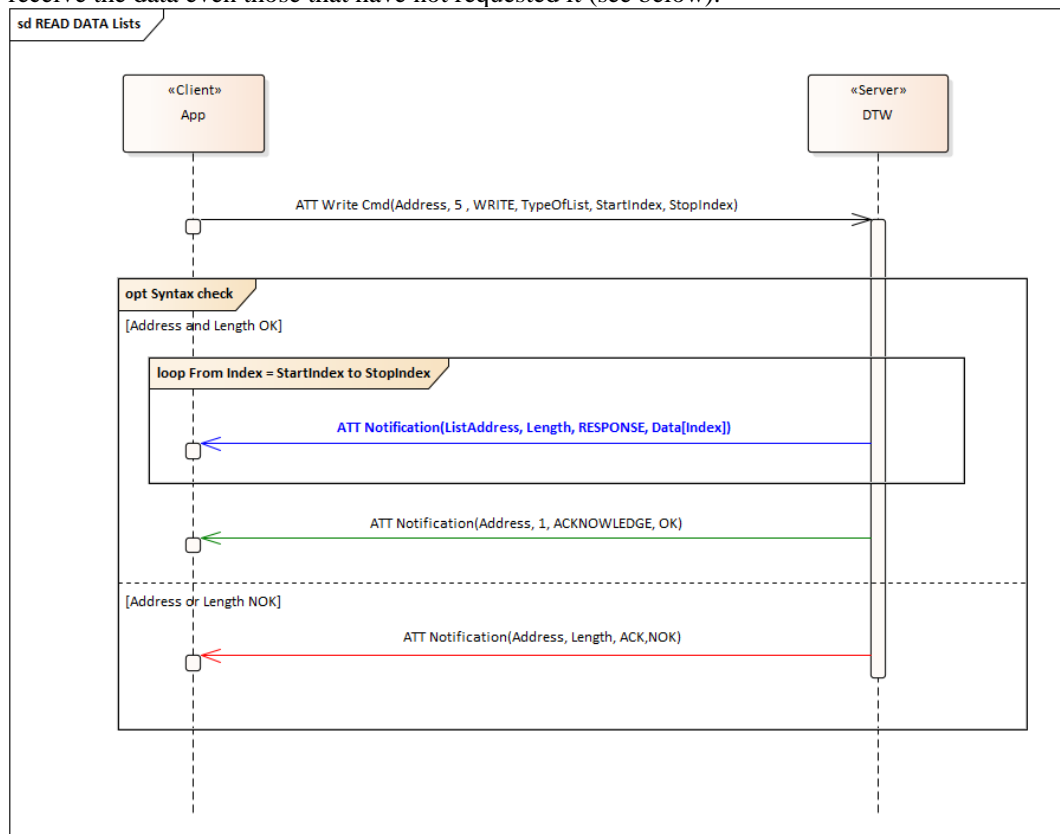 receive the data even those that have not requested it (see below).
sd READ DATA Lists
«Client»
App
«Server»
DTW
ATT Write Cmd(Address, 5 , WRITE, TypeOfList, StartIndex, StopIndex)
opt Syntax check
[Address and Length OK]
loop From Index = StartIndex to StopIndex
ATT Notification(ListAddress, Length, RESPONSE, Data[Index])
ATT Notification(Address, 1, ACKNOWLEDGE, OK)
[Address or Length NOK]
ATT Notification(Address, Length, ACK,NOK)